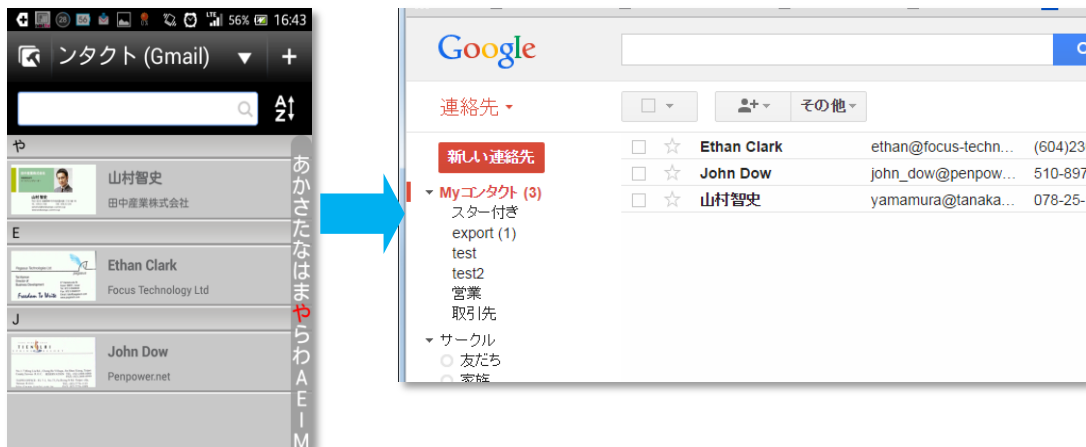 28
LTE
56%
16:43
ンタクト (Gmail)
A
Z
や
山村智史
田中産業株式会社
E
Ethan Clark
Focus Technology Ltd
J
John Dow
Penpower.net
あ
か
さ
た
な
は
ま
や
ら
わ
A
E
I
M
Google
連絡先
その他
新しい連絡先
Myコンタクト (3)
スター付き
export (1)
test
test2
営業
取引先
サークル
友だち
家族
Ethan Clark ethan@focus-techn... (604)23
John Dow john_dow@penpow... 510-897
山村智史 yamamura@tanaka... 078-25-